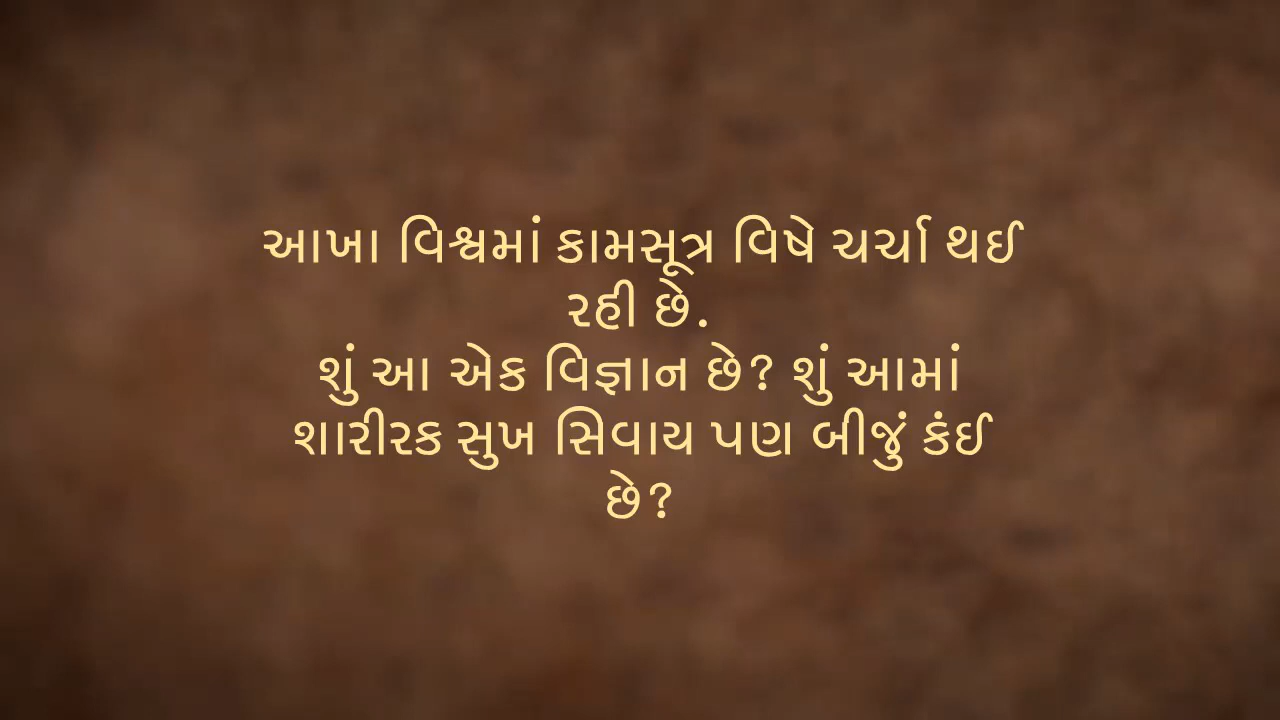 આખા વિશ્વમાં કામસૂત્ર વિષે ચર્ચા થઈ
રહી છે.
શું આ એક વિજ્ઞાન છે? શું આમાં
શારીરક સુખ સિવાય પણ બીજું કંઈ
છે?